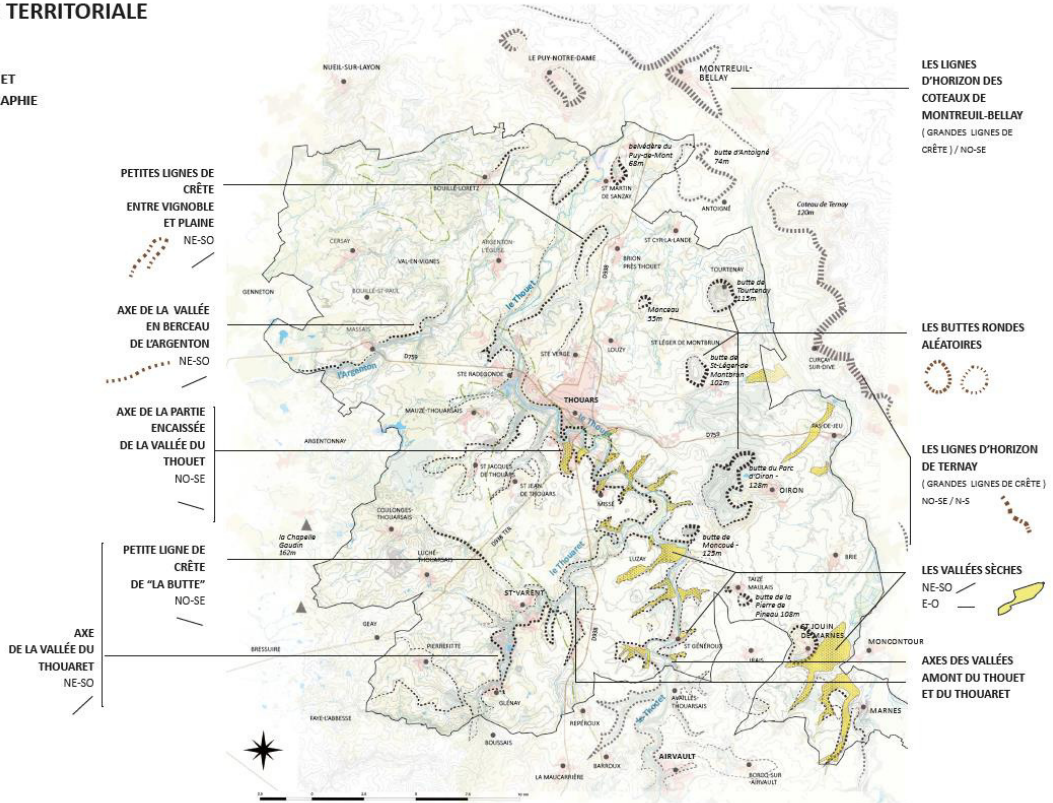 TERRITORIALE
ET
APHIE
PETITES LIGNES DE
CRÊTE
ENTRE VIGNOBLE
ET PLAINE
NE-SO
AXE DE LA VALLÉE
EN BERCEAU
DE L'ARGENTON
NE-SO
AXE DE LA PARTIE
ENCAISSÉE
DE LA VALLÉE DU
THOUET
NO-SE
PETITE LIGNE DE
CRÊTE
DE "LA BUTTE"
NO-SE
AXE
DE LA VALLÉE DU
THOUARET
NE-SO
NUEIL-SUR-LAYON
LE PUY-NOTRE-DAME
MONTREUIL-
BELLAY
belvédère du
Puy-de-Mont
68m
butte d'Antoigné
74m
BOUILLÉ-LORETZ
ST MARTIN
DE SANZAY
ANTOIGNÉ
Coteau de Ternay
120m
CERSAY
ARGENTON-
L'ÉGLISE
VAL-EN-VIGNES
ST CYR-LA-LANDE
BRION
PRÈS THOUET
TOURTENAY
butte de
Tourtenay
115m
GENNETON
BOUILLÉ-ST-PAUL
le Thouet
Monceau
55m
MASSAIS
D759
l'Argenton
STE VERGE
LOUZY
ST LÉGER DE MONTBRUN
butte de
St-Léger-de
Montbrun
102m
CURÇAY-
SUR-DIVE
STE RADEGONDE
THOUARS
le Thouet
MAUZÉ-THOUARSAIS
ARGENTONNAY
D759
PAS-DE-JEU
ST JACQUES
DE THOUARS
ST JEAN
DE THOUARS
MISSÉ
butte du Parc
d'Oiron -
128m
OIRON
COULONGES-
THOUARSAIS
la Chapelle
Gaudin
162m
LUCHÉ-
THOUARSAIS
le Thouaret
LUZAY
butte de
Moncoué -
125m
BRIE
TAIZÉ
MAULAIS
butte de la
Pierre de
Pineau 108m
ST-VARENT
GEAY
BRESSUIRE
PIERREFITTE
ST GÉNÉROUX
IRAIS
ST JOUIN
DE MARNES
MONCONTOUR
GLÉNAY
FAYE-L'ABBESSE
BOUSSAIS
REPÉROUX
le Thouet
AVAILLES-
THOUARSAIS
MARNES
AIRVAULT
BARROUX
LA MAUCARRIÈRE
BORCQ-SUR
-AIRVAULT
LES LIGNES
D'HORIZON DES
COTEAUX DE
MONTREUIL-BELLAY
( GRANDES LIGNES DE
CRÊTE ) / NO-SE
LES BUTTES RONDES
ALÉATOIRES
LES LIGNES D'HORIZON
DE TERNAY
( GRANDES LIGNES DE CRÊTE )
NO-SE / N-S
LES VALLÉES SÈCHES
NE-SO
E-O
AXES DES VALLÉES
AMONT DU THOUET
ET DU THOUARET